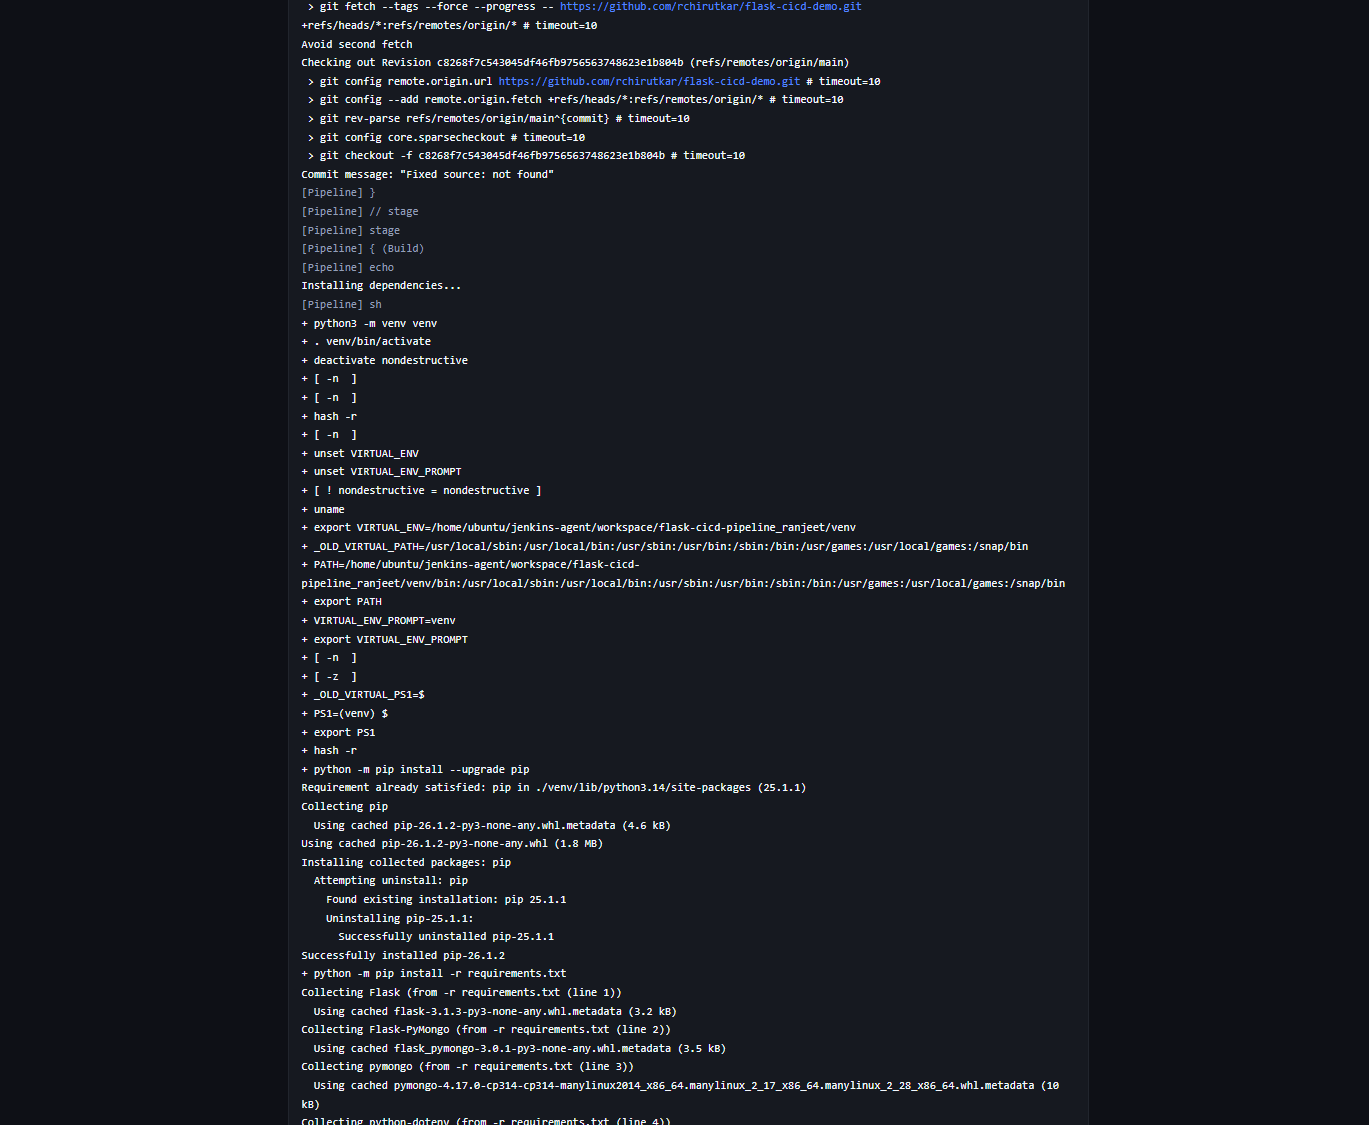 > git fetch --tags --force --progress -- https://github.com/rchirutkar/flask-cicd-demo.git
+refs/heads/*:refs/remotes/origin/* # timeout=10
Avoid second fetch
Checking out Revision c8268f7c543045df46fb9756563748623e1b804b (refs/remotes/origin/main)
> git config remote.origin.url https://github.com/rchirutkar/flask-cicd-demo.git # timeout=10
> git config --add remote.origin.fetch +refs/heads/*:refs/remotes/origin/* # timeout=10
> git rev-parse refs/remotes/origin/main^{commit} # timeout=10
> git config core.sparsecheckout # timeout=10
> git checkout -f c8268f7c543045df46fb9756563748623e1b804b # timeout=10
Commit message: "Fixed source: not found"
[Pipeline] }
[Pipeline] // stage
[Pipeline] stage
[Pipeline] { (Build)
[Pipeline] echo
Installing dependencies...
[Pipeline] sh
+ python3 -m venv venv
+ . venv/bin/activate
+ deactivate nondestructive
+ [ -n  ]
+ [ -n  ]
+ hash -r
+ [ -n  ]
+ unset VIRTUAL_ENV
+ unset VIRTUAL_ENV_PROMPT
+ [ ! nondestructive = nondestructive ]
+ uname
+ export VIRTUAL_ENV=/home/ubuntu/jenkins-agent/workspace/flask-cicd-pipeline_ranjeet/venv
+ _OLD_VIRTUAL_PATH=/usr/local/sbin:/usr/local/bin:/usr/sbin:/usr/bin:/sbin:/bin:/usr/games:/usr/local/games:/snap/bin
+ PATH=/home/ubuntu/jenkins-agent/workspace/flask-cicd-
pipeline_ranjeet/venv/bin:/usr/local/sbin:/usr/local/bin:/usr/sbin:/usr/bin:/sbin:/bin:/usr/games:/usr/local/games:/snap/bin
+ export PATH
+ VIRTUAL_ENV_PROMPT=venv
+ export VIRTUAL_ENV_PROMPT
+ [ -n  ]
+ [ -z  ]
+ _OLD_VIRTUAL_PS1=$
+ PS1=(venv) $
+ export PS1
+ hash -r
+ python -m pip install --upgrade pip
Requirement already satisfied: pip in ./venv/lib/python3.14/site-packages (25.1.1)
Collecting pip
Using cached pip-26.1.2-py3-none-any.whl.metadata (4.6 kB)
Using cached pip-26.1.2-py3-none-any.whl (1.8 MB)
Installing collected packages: pip
Attempting uninstall: pip
Found existing installation: pip 25.1.1
Uninstalling pip-25.1.1:
Successfully uninstalled pip-25.1.1
Successfully installed pip-26.1.2
+ python -m pip install -r requirements.txt
Collecting Flask (from -r requirements.txt (line 1))
Using cached flask-3.1.3-py3-none-any.whl.metadata (3.2 kB)
Collecting Flask-PyMongo (from -r requirements.txt (line 2))
Using cached flask_pymongo-3.0.1-py3-none-any.whl.metadata (3.5 kB)
Collecting pymongo (from -r requirements.txt (line 3))
Using cached pymongo-4.17.0-cp314-cp314-manylinux2014_x86_64.manylinux_2_17_x86_64.manylinux_2_28_x86_64.whl.metadata (10
kB)
Collecting python-dotenv (from -r requirements.txt (line 4))